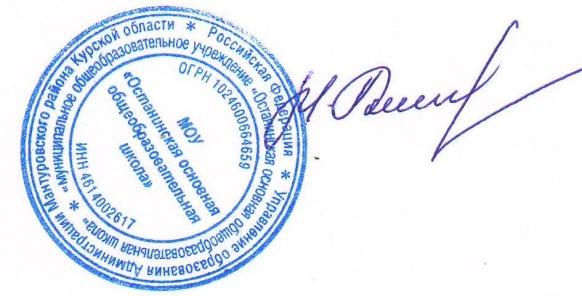 Российская Федерация * Управление образования Администрации Мантуровского района Курской области *
«Муниципальное общеобразовательное учреждение «Останинская основная общеобразовательная школа» *
ОГРН 1024600664659
ИНН 4614002617
МОУ
«Останинская основная
общеобразовательная
школа»